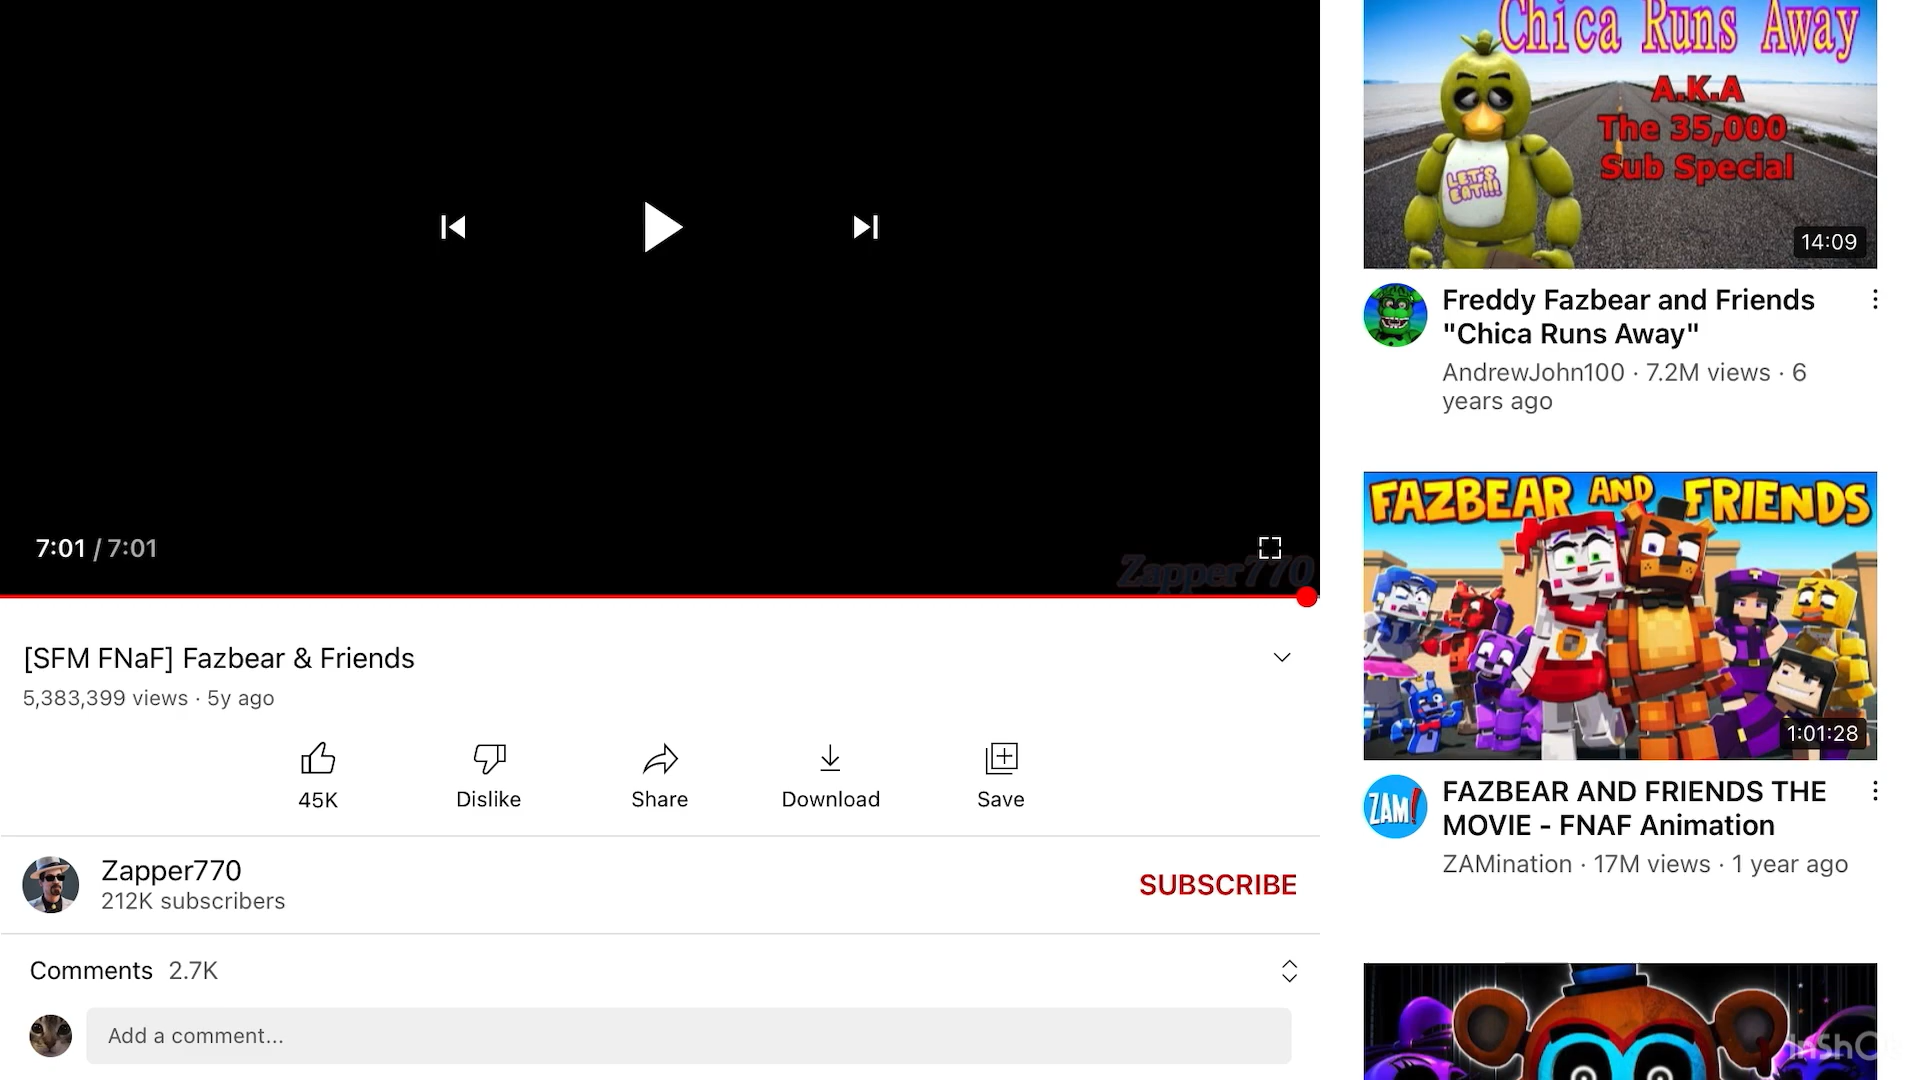 7:01 / 7:01
Zapper770
[SFM FNaF] Fazbear & Friends
5,383,399 views · 5y ago
45K
Dislike
Share
Download
Save
Zapper770
212K subscribers
SUBSCRIBE
Comments 2.7K
Add a comment...
Chica Runs Away
A.K.A
The 35,000
Sub Special
LET'S
EAT!!!
14:09
Freddy Fazbear and Friends
"Chica Runs Away"
AndrewJohn100 · 7.2M views · 6
years ago
FAZBEAR AND FRIENDS
1:01:28
ZAM!
FAZBEAR AND FRIENDS THE
MOVIE - FNAF Animation
ZAMination · 17M views · 1 year ago